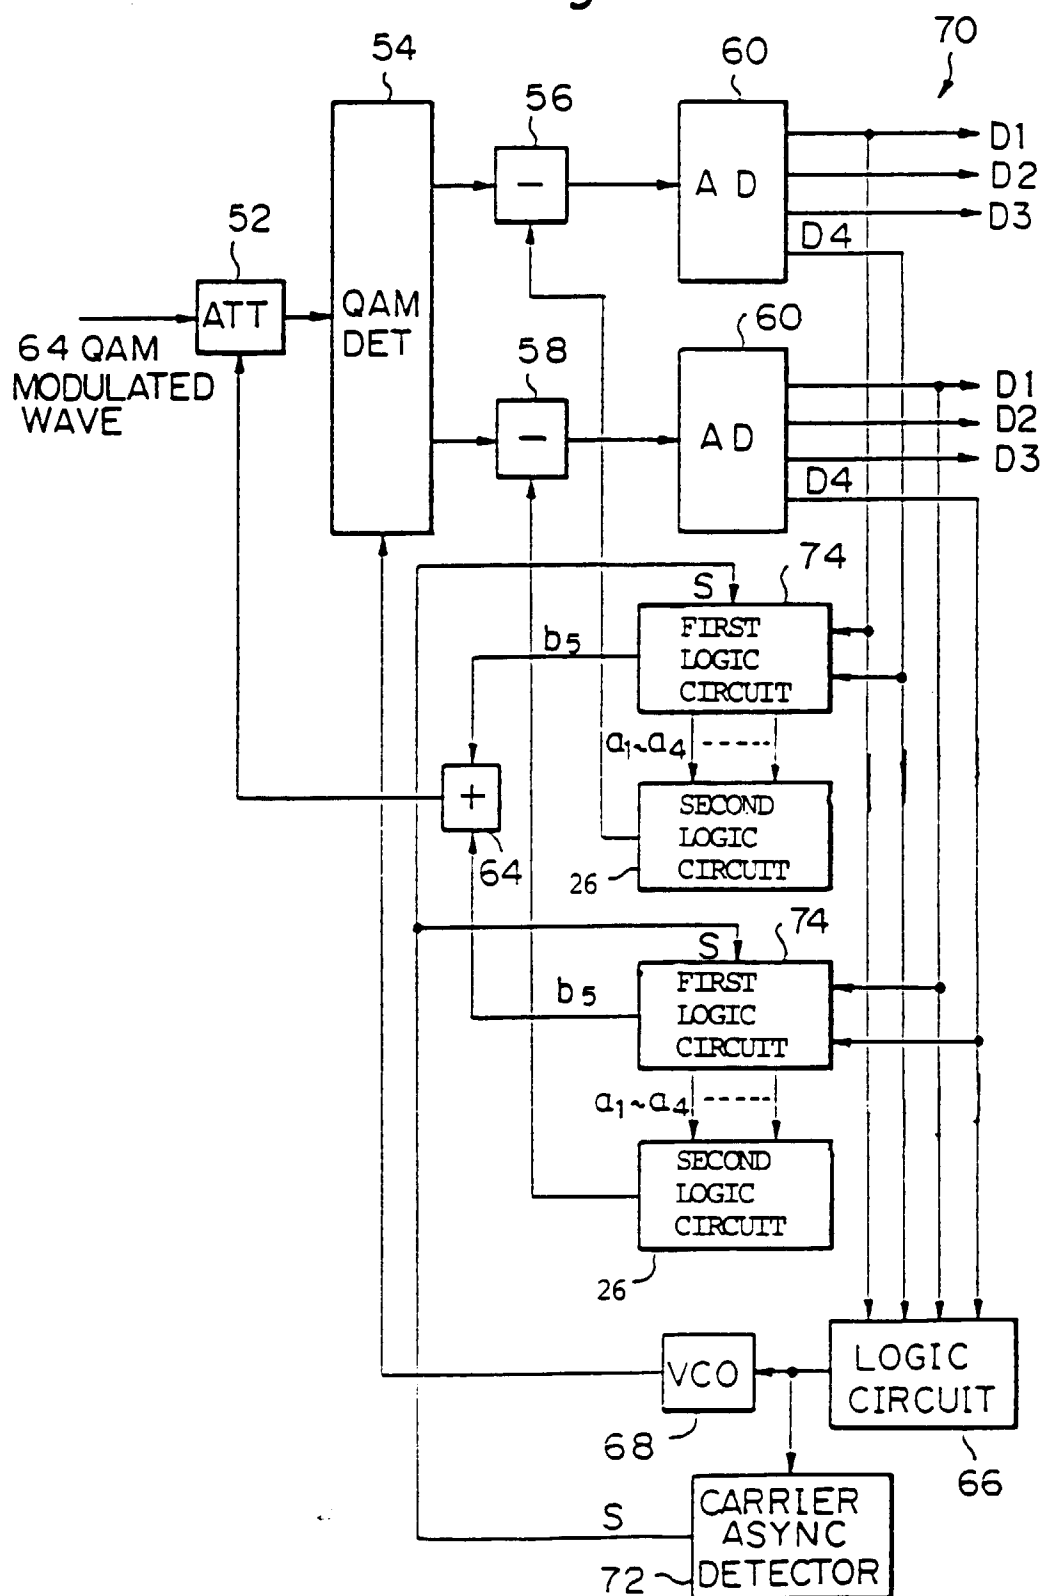 70
54
60
56
D1
AD
D2
D3
52
D4
ATT
QAM
DET
60
64 QAM
MODULATED
WAVE
58
D1
AD
D2
D3
D4
74
S
FIRST
LOGIC
CIRCUIT
b5
a1~a4
+
64
SECOND
LOGIC
CIRCUIT
26
74
S
FIRST
LOGIC
CIRCUIT
b5
a1~a4
SECOND
LOGIC
CIRCUIT
26
VCO
68
LOGIC
CIRCUIT
66
S
CARRIER
ASYNC
DETECTOR
72